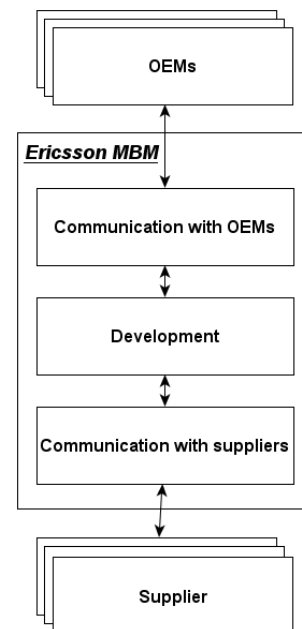 OEMs
Ericsson MBM
Communication with OEMs
Development
Communication with suppliers
Supplier